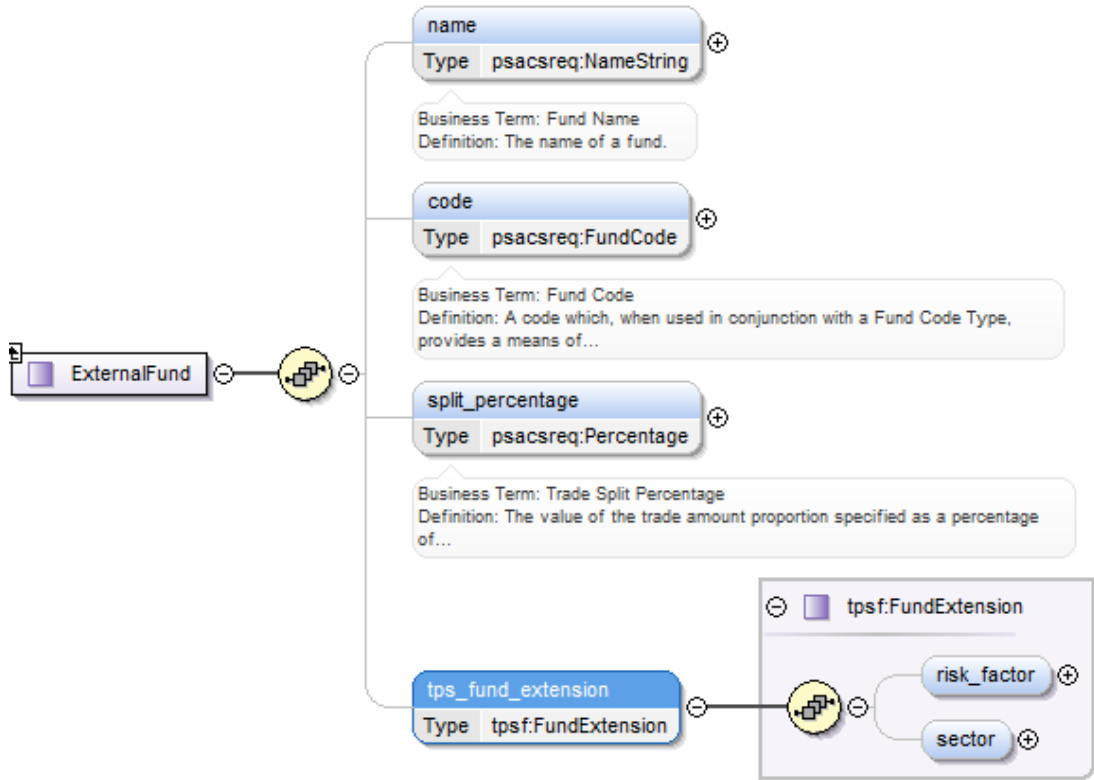 name
Type psacsreq:NameString
Business Term: Fund Name
Definition: The name of a fund.
code
Type psacsreq:FundCode
Business Term: Fund Code
Definition: A code which, when used in conjunction with a Fund Code Type,
provides a means of...
ExternalFund
split_percentage
Type psacsreq:Percentage
Business Term: Trade Split Percentage
Definition: The value of the trade amount proportion specified as a percentage
of...
tpsf:FundExtension
tps_fund_extension
Type tpsf:FundExtension
risk_factor
sector